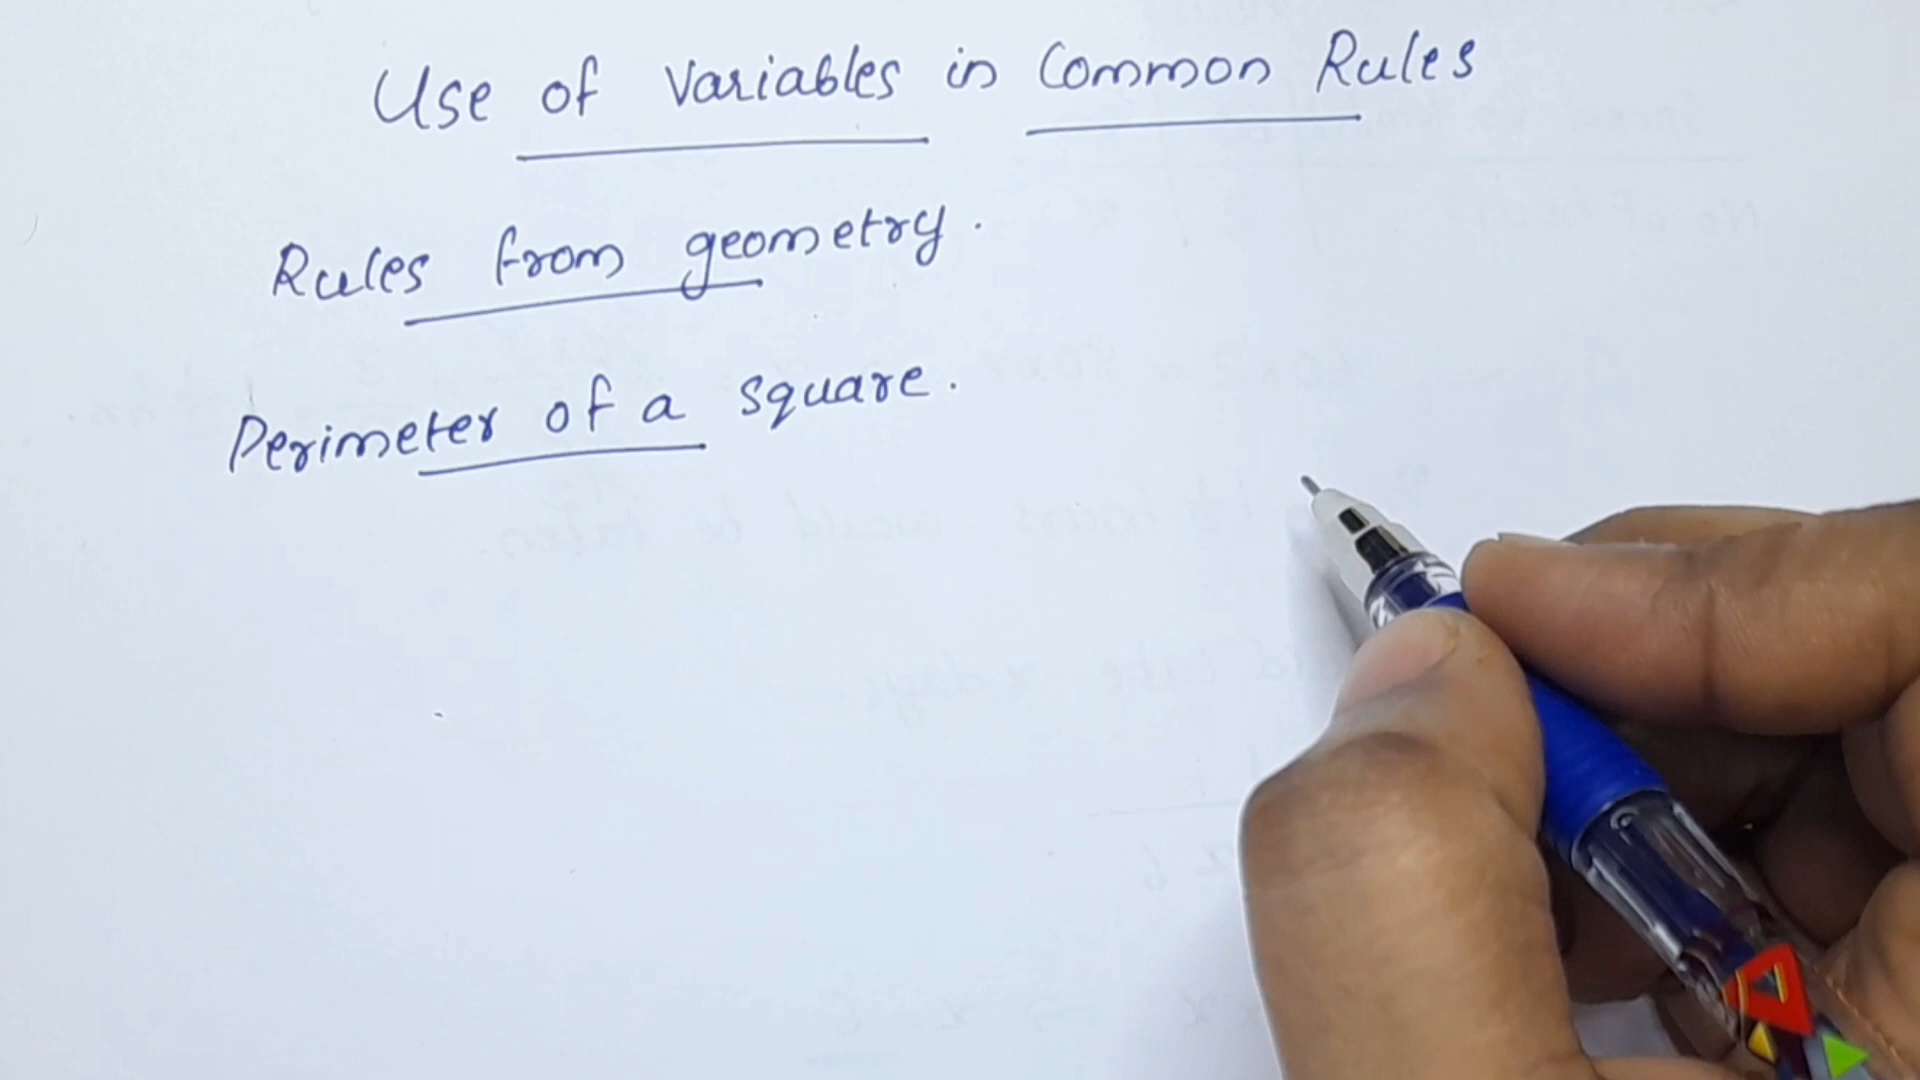 Use of Variables in Common Rules
Rules from geometry.
Perimeter of a square.